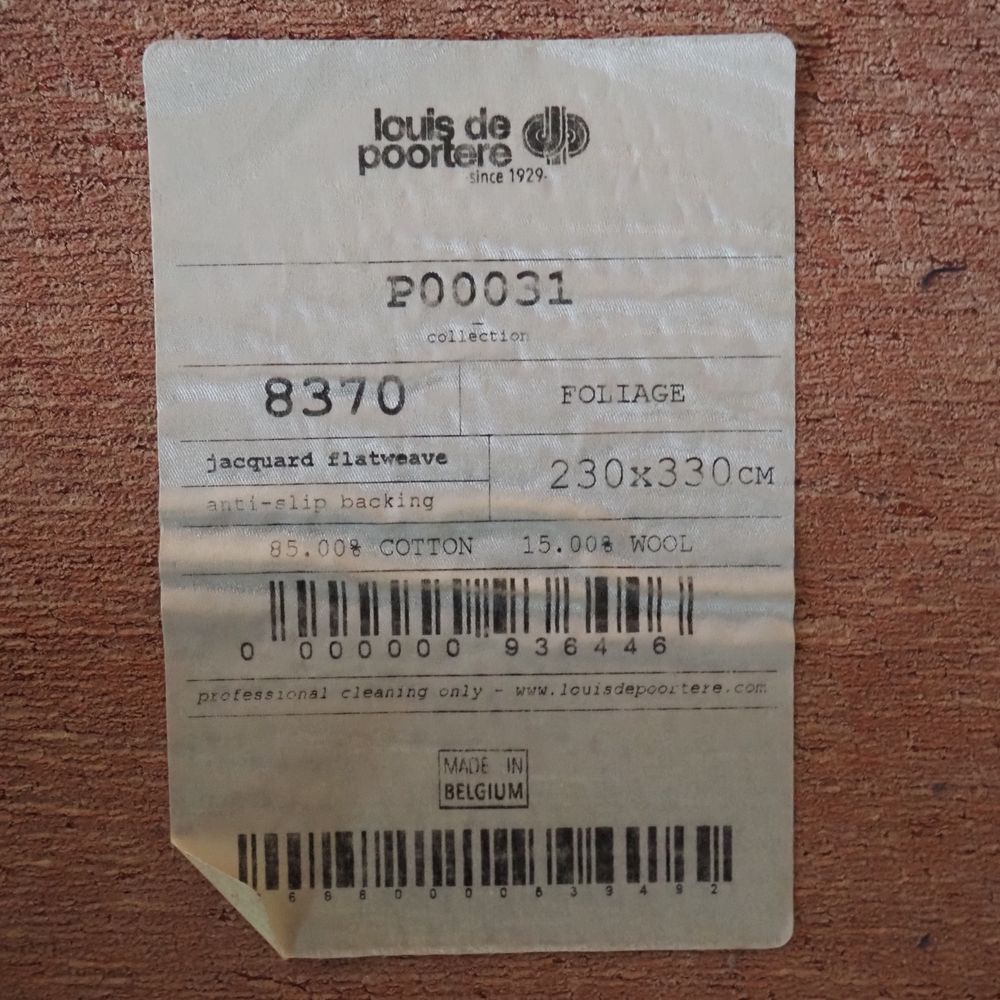 louis de
poortere
-since 1929-
P00031
collection
8370
FOLIAGE
jacquard flatweave
230x330CM
anti-slip backing
85.00% COTTON 15.00% WOOL
0 000000 936446
professional cleaning only - www.louisdepoortere.com
MADE IN
BELGIUM
6880000633492